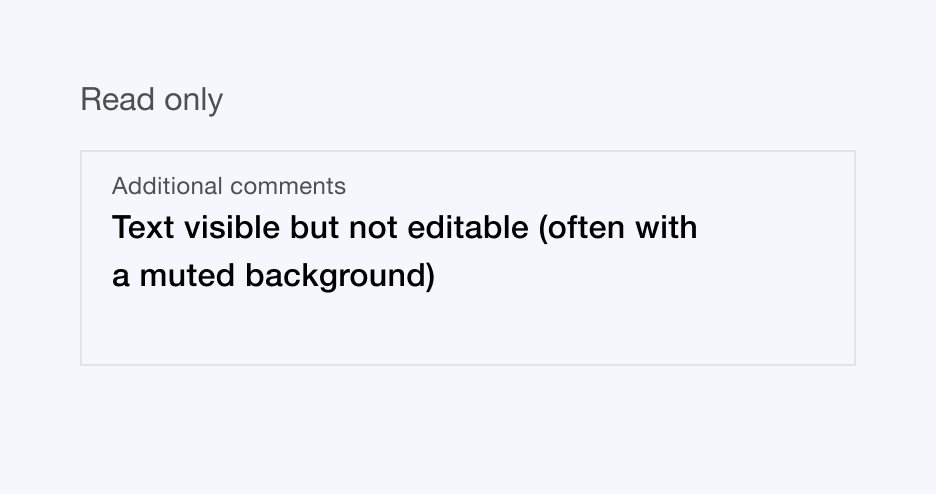 Read only
Additional comments
Text visible but not editable (often with
a muted background)